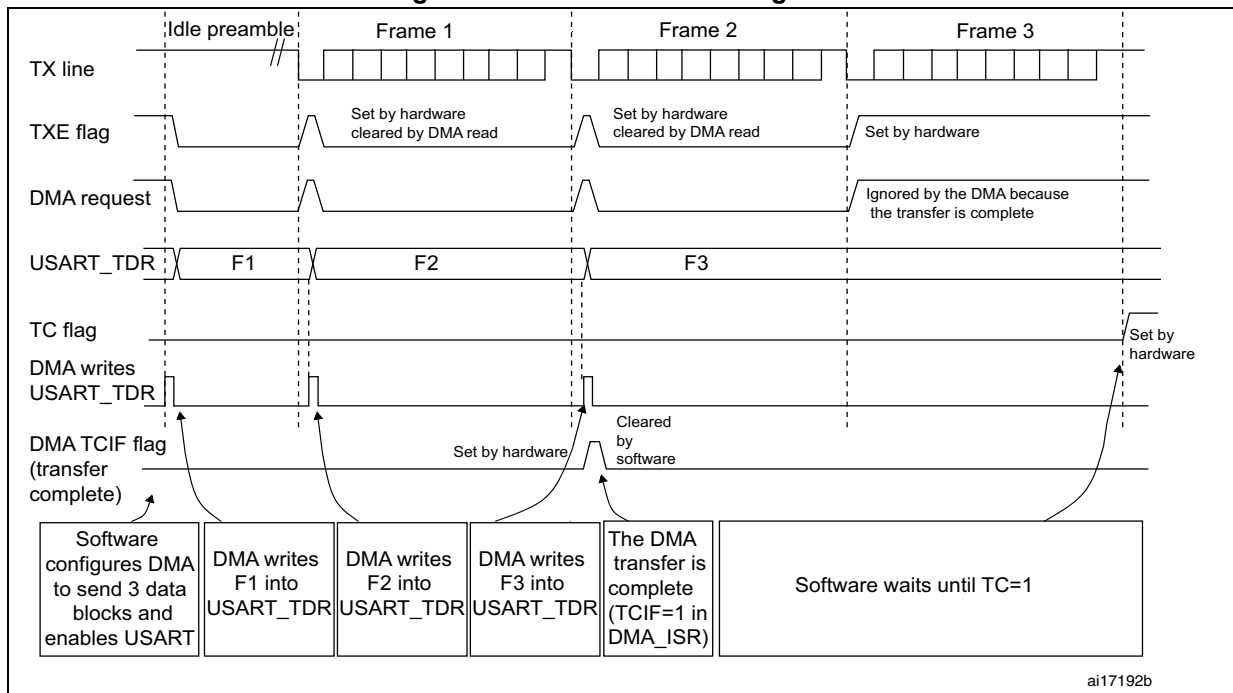 Idle preamble
Frame 1
Frame 2
Frame 3
TX line
TXE flag
Set by hardware
cleared by DMA read
Set by hardware
cleared by DMA read
Set by hardware
DMA request
Ignored by the DMA because
the transfer is complete
USART_TDR
F1
F2
F3
TC flag
Set by
hardware
DMA writes
USART_TDR
DMA TCIF flag
(transfer
complete)
Set by hardware
Cleared
by
software
Software
configures DMA
to send 3 data
blocks and
enables USART
DMA writes
F1 into
USART_TDR
DMA writes
F2 into
USART_TDR
DMA writes
F3 into
USART_TDR
The DMA
transfer is
complete
(TCIF=1 in
DMA_ISR)
Software waits until TC=1
ai17192b